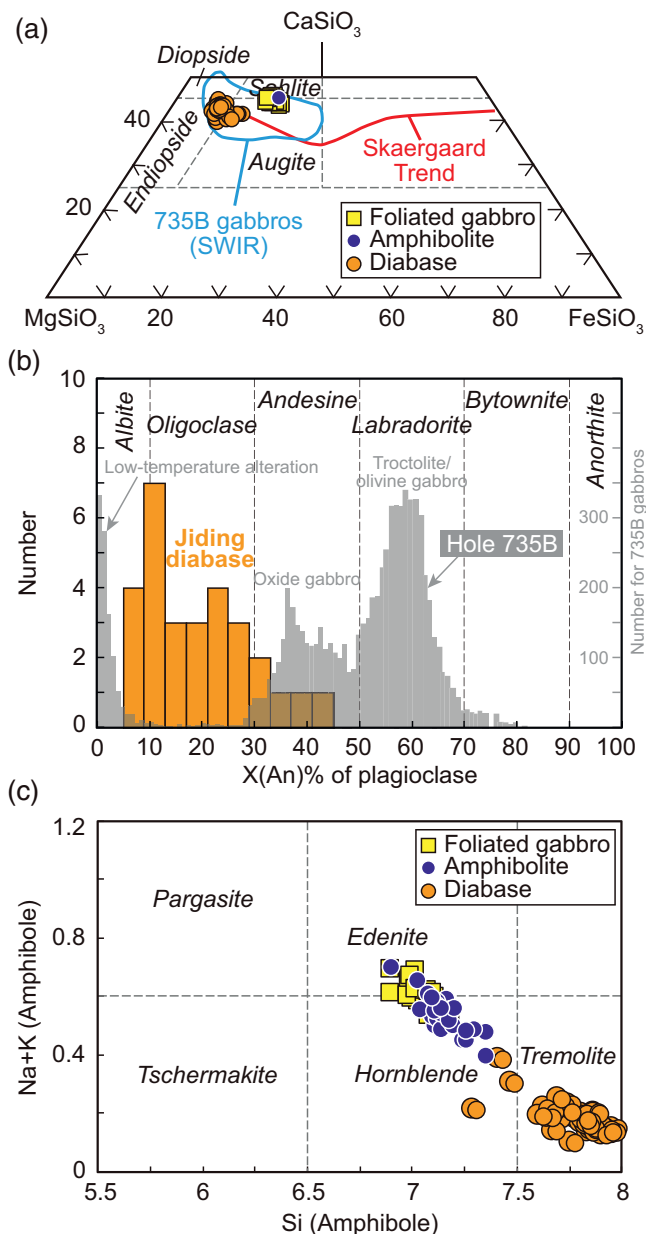 (a)
CaSiO3
Diopside
Sahlite
40
Endiopside
Augite
Skaergaard
Trend
20
735B gabbros
(SWIR)
Foliated gabbro
Amphibolite
Diabase
MgSiO3 20 40 60 80 FeSiO3
(b)
10
8
6
4
2
0
Number
Albite
Oligoclase
Andesine
Labradorite
Bytownite
Anorthite
Low-temperature alteration
Troctolite/
olivine gabbro
Jiding
diabase
Oxide gabbro
Hole 735B
300
200
100
Number for 735B gabbros
0 10 20 30 40 50 60 70 80 90 100
X(An)% of plagioclase
(c)
1.2
0.8
0.4
0
Na+K (Amphibole)
Foliated gabbro
Amphibolite
Diabase
Pargasite
Edenite
Tschermakite
Hornblende
Tremolite
5.5 6 6.5 7 7.5 8
Si (Amphibole)